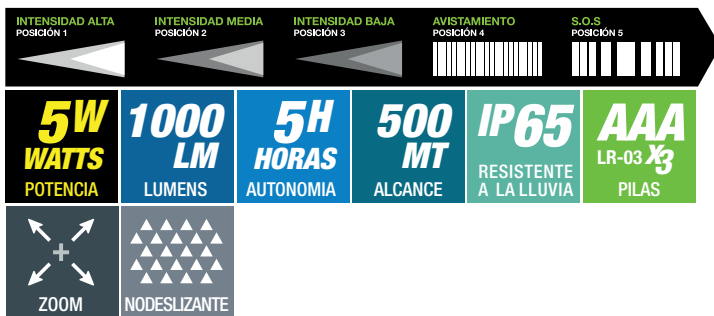 INTENSIDAD ALTA
POSICIÓN 1
INTENSIDAD MEDIA
POSICIÓN 2
INTENSIDAD BAJA
POSICIÓN 3
AVISTAMIENTO
POSICIÓN 4
S.O.S
POSICIÓN 5
5W
WATTS
POTENCIA
1000
LM
LUMENS
5H
HORAS
AUTONOMIA
500
MT
ALCANCE
IP65
RESISTENTE
A LA LLUVIA
AAA
LR-03 X3
PILAS
+
ZOOM
NODESLIZANTE